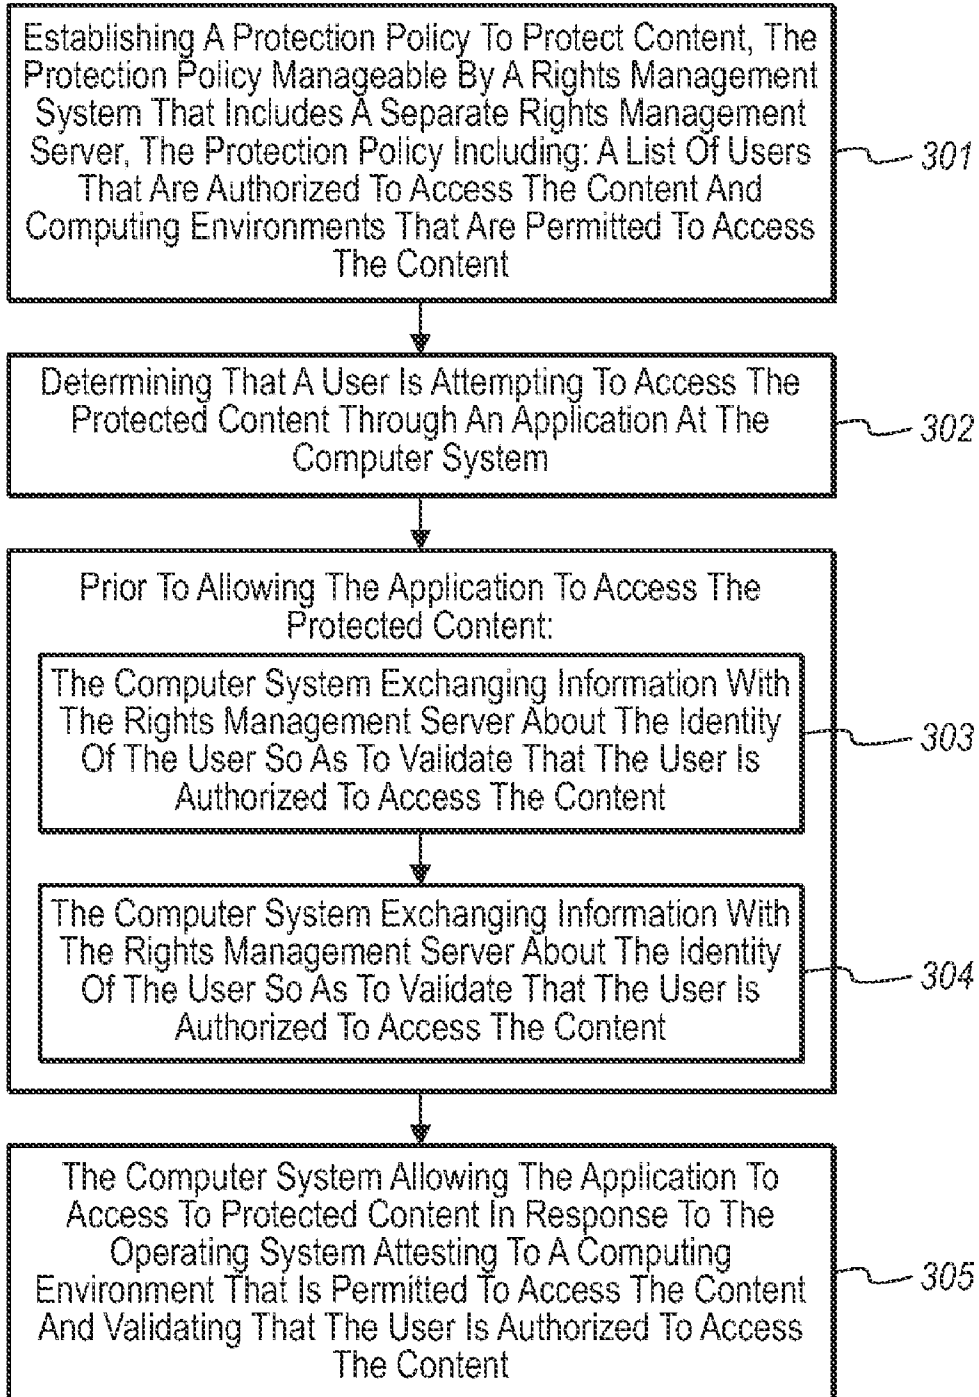 Establishing A Protection Policy To Protect Content, The
Protection Policy Manageable By A Rights Management
System That Includes A Separate Rights Management
Server, The Protection Policy Including: A List Of Users
That Are Authorized To Access The Content And
Computing Environments That Are Permitted To Access
The Content
301
Determining That A User Is Attempting To Access The
Protected Content Through An Application At The
Computer System
302
Prior To Allowing The Application To Access The
Protected Content:
The Computer System Exchanging Information With
The Rights Management Server About The Identity
Of The User So As To Validate That The User Is
Authorized To Access The Content
303
The Computer System Exchanging Information With
The Rights Management Server About The Identity
Of The User So As To Validate That The User Is
Authorized To Access The Content
304
The Computer System Allowing The Application To
Access To Protected Content In Response To The
Operating System Attesting To A Computing
Environment That Is Permitted To Access The Content
And Validating That The User Is Authorized To Access
The Content
305